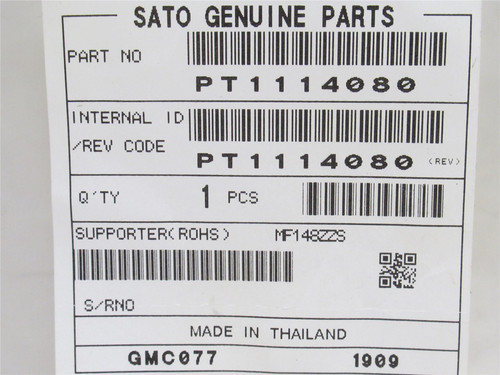 SATO GENUINE PARTS
PART NO
PT1114080
INTERNAL ID
/REV CODE
PT1114080 (REV)
Q'TY 1 PCS
SUPPORTER(ROHS) MF148ZZS
S/RNO
MADE IN THAILAND
GMC077 1909